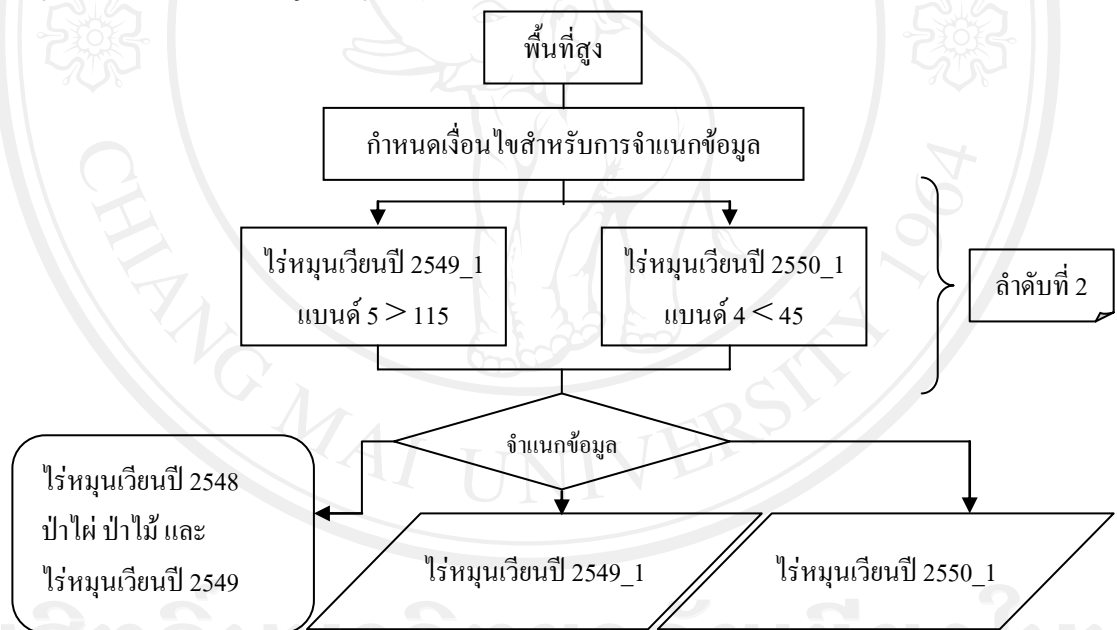 พื้นที่สูง
กำหนดเงื่อนไขสำหรับการจำแนกข้อมูล
ไร่หมุนเวียนปี 2549_1
แบนด์ 5 > 115
ไร่หมุนเวียนปี 2550_1
แบนด์ 4 < 45
ลำดับที่ 2
จำแนกข้อมูล
ไร่หมุนเวียนปี 2548
ป่าไผ่ ป่าไม้ และ
ไร่หมุนเวียนปี 2549
ไร่หมุนเวียนปี 2549_1
ไร่หมุนเวียนปี 2550_1
CHIANG MAI UNIVERSITY 1964